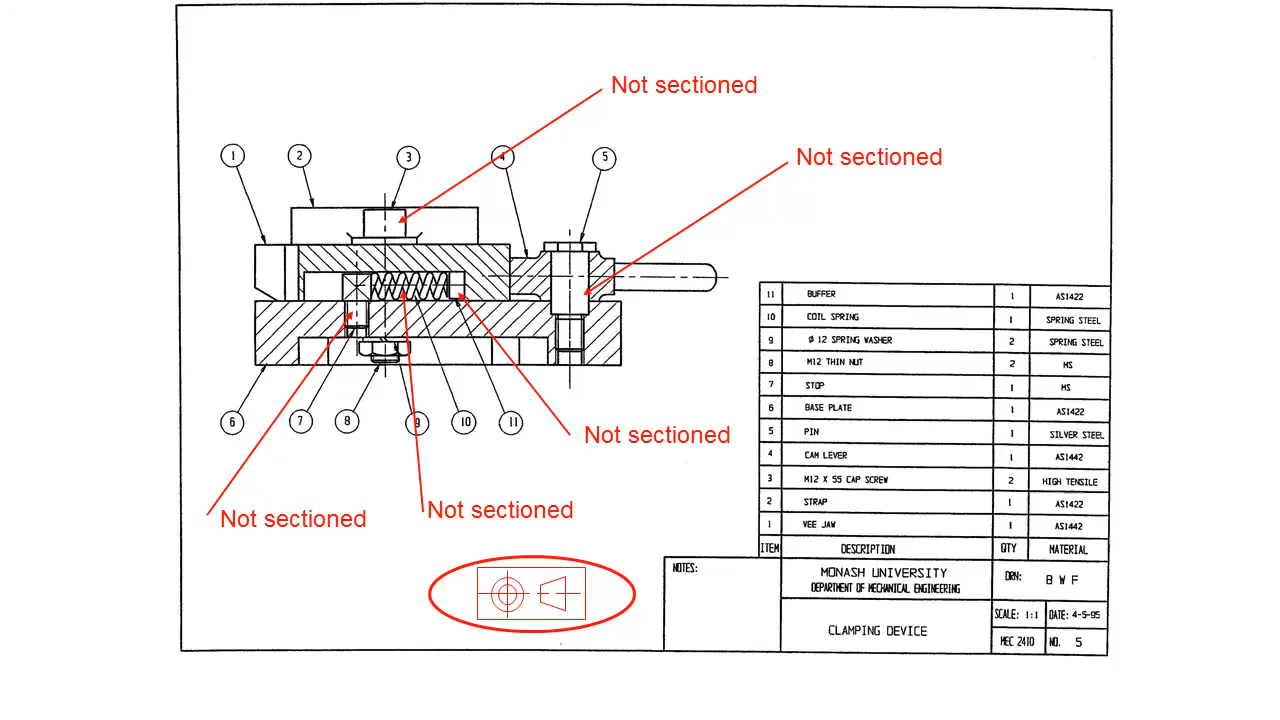 Not sectioned
Not sectioned
1 2 3 4 5
6 7 8 9 10 11
Not sectioned
Not sectioned
Not sectioned
11 BUFFER 1 AS1422
10 COIL SPRING 1 SPRING STEEL
9 Ø 12 SPRING WASHER 2 SPRING STEEL
8 M12 THIN NUT 2 MS
7 STOP 1 MS
6 BASE PLATE 1 AS1422
5 PIN 1 SILVER STEEL
4 CAM LEVER 1 AS1442
3 M12 X 55 CAP SCREW 2 HIGH TENSILE
2 STRAP 1 AS1422
1 VEE JAW 1 AS1442
ITEM DESCRIPTION QTY MATERIAL
NOTES:
MONASH UNIVERSITY
DEPARTMENT OF MECHANICAL ENGINEERING
DRN: B W F
CLAMPING DEVICE
SCALE: 1:1 DATE: 4-5-95
MEC 2410 NO. 5